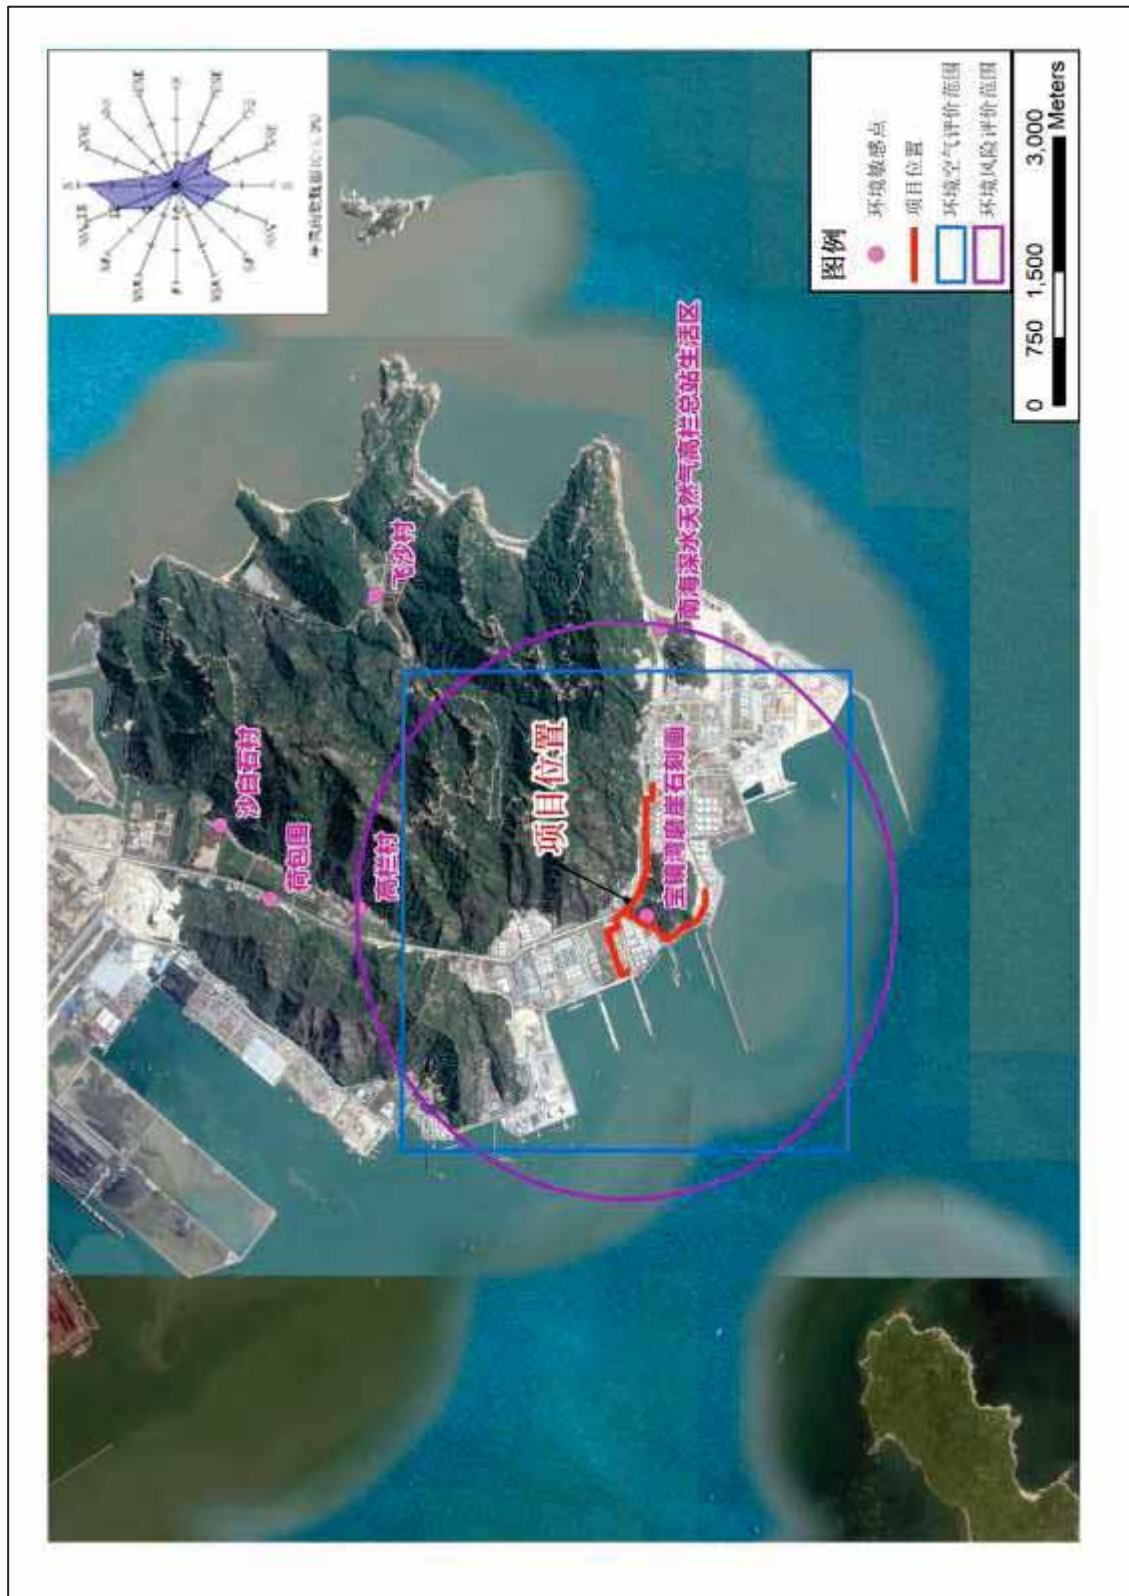 沙白石村
荷包围
高栏村
飞沙村
项目位置
宝镜湾摩崖石刻画
南海深水天然气高栏总站生活区
图例
环境敏感点
项目位置
环境空气评价范围
环境风险评价范围
0 750 1,500 3,000
Meters